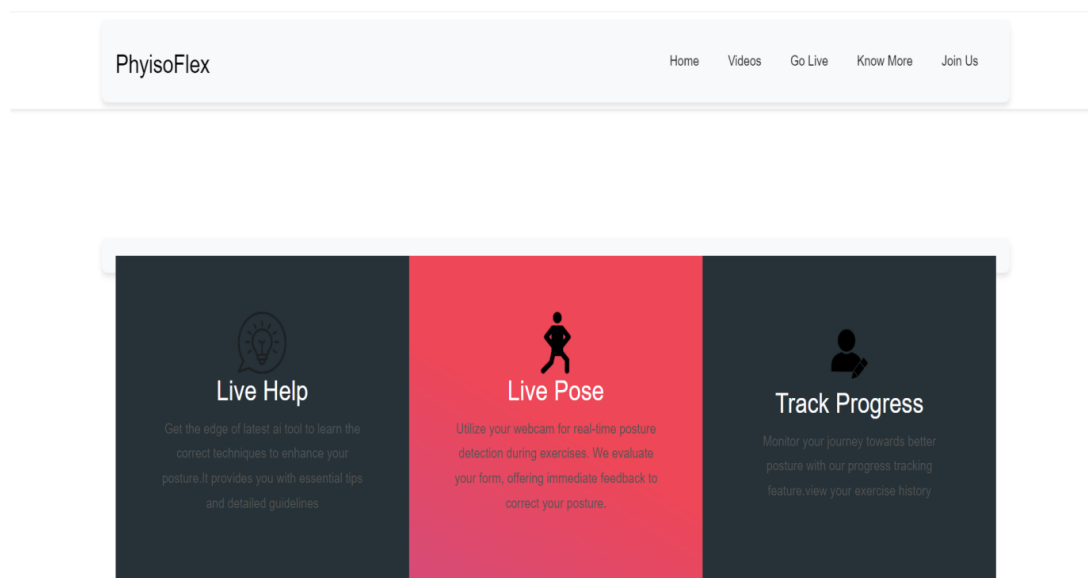 PhyisoFlex
Home Videos Go Live Know More Join Us
Live Help
Get the edge of latest ai tool to learn the
correct techniques to enhance your
posture.It provides you with essential tips
and detailed guidelines
Live Pose
Utilize your webcam for real-time posture
detection during exercises. We evaluate
your form, offering immediate feedback to
correct your posture.
Track Progress
Monitor your journey towards better
posture with our progress tracking
feature.view your exercise history